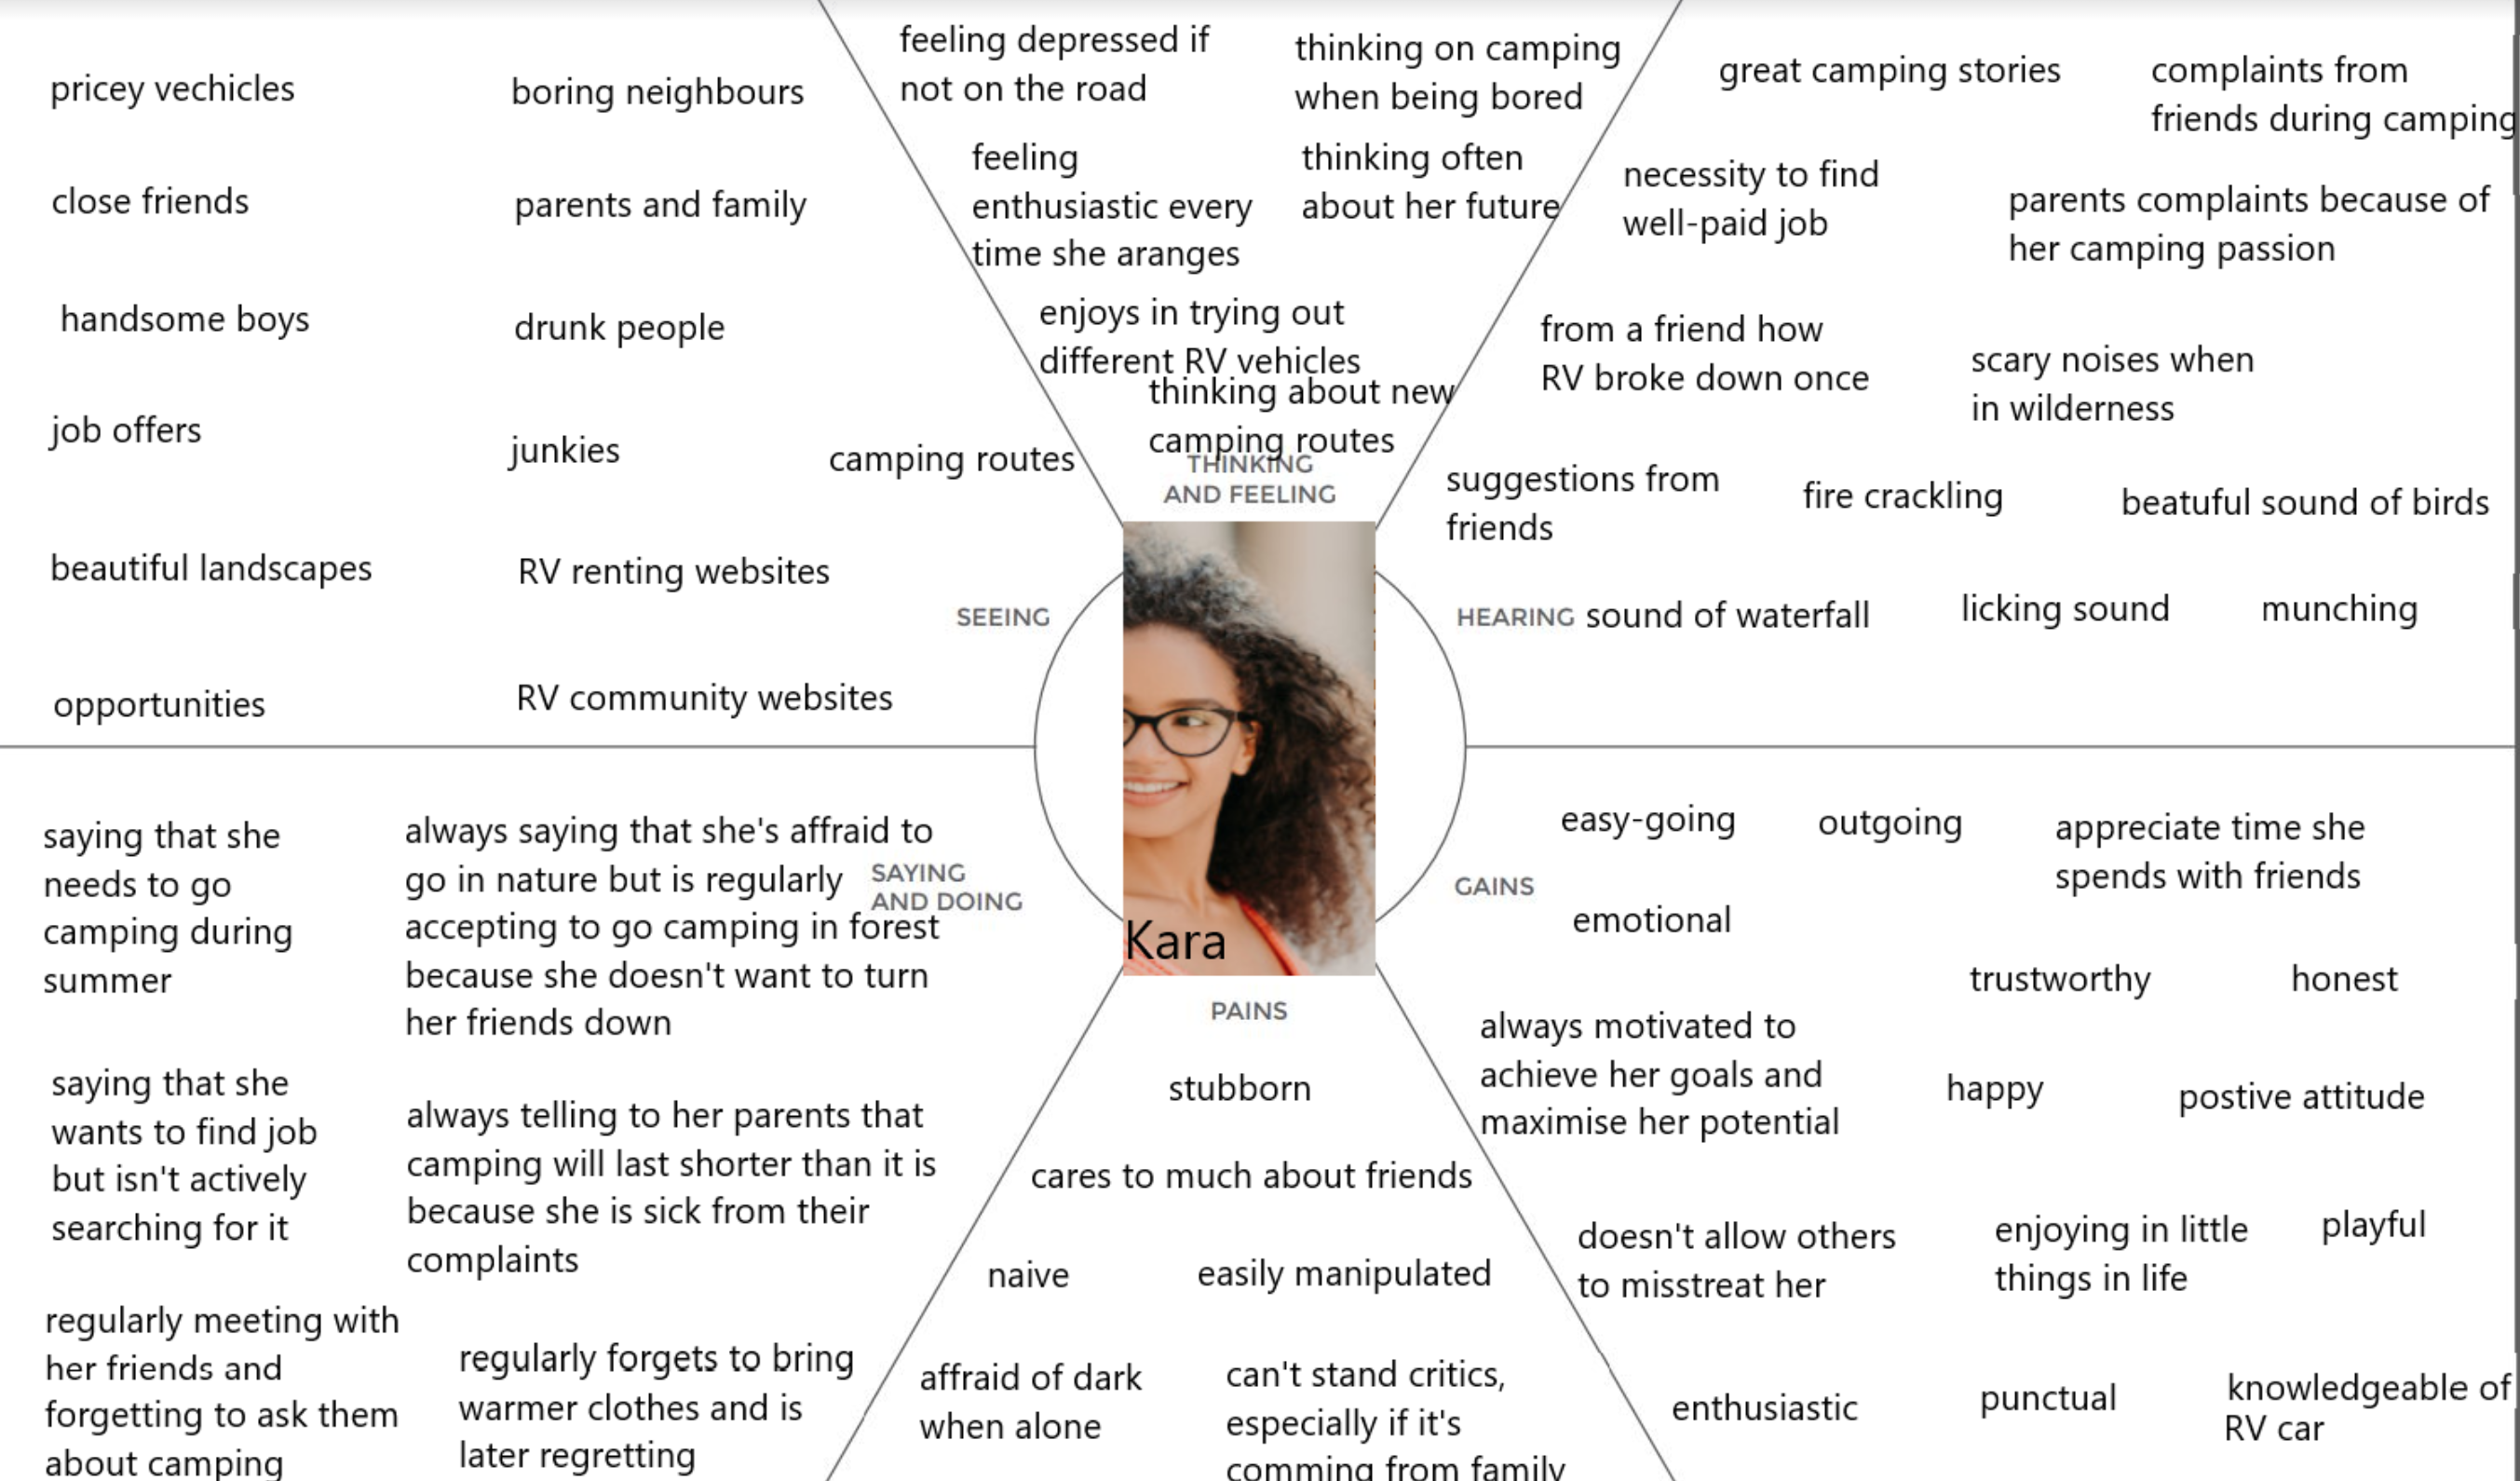 pricey vechicles
boring neighbours
close friends
parents and family
handsome boys
drunk people
job offers
junkies
camping routes
beautiful landscapes
RV renting websites
SEEING
opportunities
RV community websites
feeling depressed if
not on the road
thinking on camping
when being bored
feeling
enthusiastic every
time she aranges
thinking often
about her future
enjoys in trying out
different RV vehicles
thinking about new
camping routes
THINKING
AND FEELING
great camping stories
complaints from
friends during camping
necessity to find
well-paid job
parents complaints because of
her camping passion
from a friend how
RV broke down once
scary noises when
in wilderness
suggestions from
friends
fire crackling
beatuful sound of birds
HEARING
sound of waterfall
licking sound
munching
Kara
saying that she
needs to go
camping during
summer
always saying that she's affraid to
go in nature but is regularly
accepting to go camping in forest
because she doesn't want to turn
her friends down
SAYING
AND DOING
saying that she
wants to find job
but isn't actively
searching for it
always telling to her parents that
camping will last shorter than it is
because she is sick from their
complaints
regularly meeting with
her friends and
forgetting to ask them
about camping
regularly forgets to bring
warmer clothes and is
later regretting
PAINS
stubborn
cares to much about friends
naive
easily manipulated
affraid of dark
when alone
can't stand critics,
especially if it's
comming from family
GAINS
easy-going
outgoing
appreciate time she
spends with friends
emotional
trustworthy
honest
always motivated to
achieve her goals and
maximise her potential
happy
postive attitude
doesn't allow others
to misstreat her
enjoying in little
things in life
playful
enthusiastic
punctual
knowledgeable of
RV car